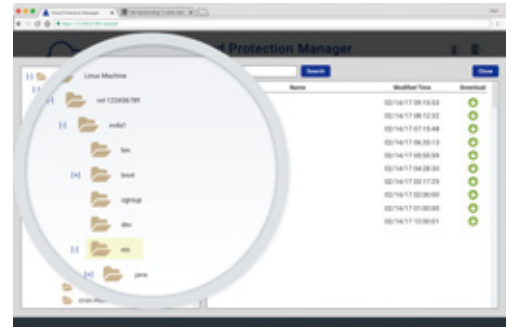 Protection Manager
Search
Close
Name
Modified Time
Download
Linux Machine
vol-123456789
xvda1
bin
boot
cgroup
dev
etc
java
02/14/17 09:10:53
02/14/17 08:12:32
02/14/17 07:15:48
02/14/17 06:35:13
02/14/17 05:58:59
02/14/17 04:28:30
02/14/17 03:17:29
02/14/17 02:00:00
02/14/17 01:00:00
02/14/17 12:00:01